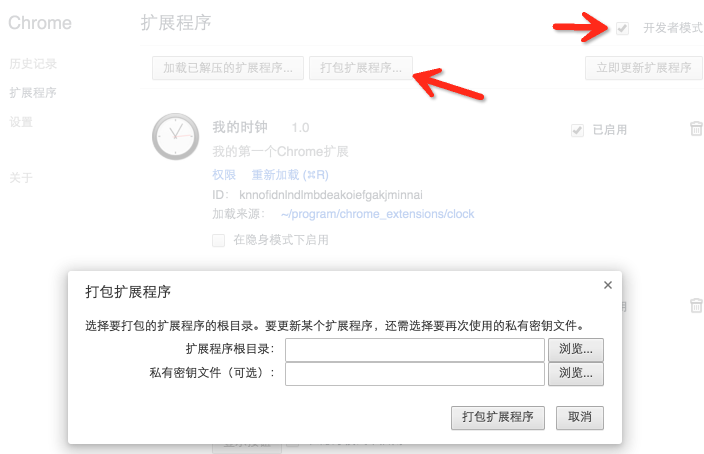 Chrome
扩展程序
开发者模式
历史记录
扩展程序
设置
关于
加载已解压的扩展程序...
打包扩展程序...
立即更新扩展程序
我的时钟 1.0
已启用
我的第一个Chrome扩展
权限 重新加载 (⌘R)
ID: knnofidnlndlmbdeakoiefgakjminnai
加载来源: ~/program/chrome_extensions/clock
在隐身模式下启用
打包扩展程序
选择要打包的扩展程序的根目录。要更新某个扩展程序，还需选择要再次使用的私有密钥文件。
扩展程序根目录: 浏览...
私有密钥文件（可选）: 浏览...
打包扩展程序 取消
用